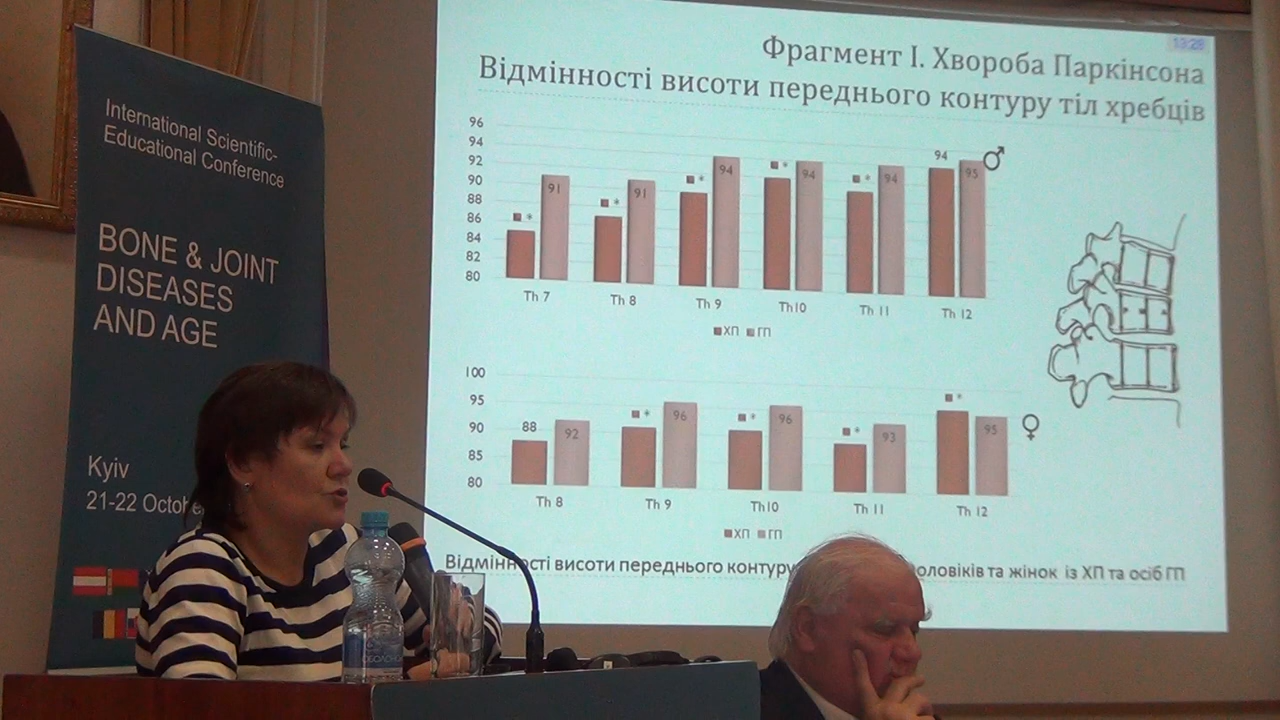 International Scientific-
Educational Conference
BONE & JOINT
DISEASES
AND AGE
Kyiv
21-22 Octobe
13:28
Фрагмент І. Хвороба Паркінсона
Відмінності висоти переднього контуру тіл хребців
96
94
92
90
88
86
84
82
80
* 91
* 91
* 94
* 94
* 94
94 95
♂
Th 7 Th 8 Th 9 Th10 Th 11 Th 12
ХП ГП
100
95
90
85
80
88 92
* 96
* 96
* 93
* 95
♀
Th 8 Th 9 Th10 Th 11 Th 12
ХП ГП
Відмінності висоти переднього контуру оловіків та жінок із ХП та осіб ГП
ОБОЛОНС